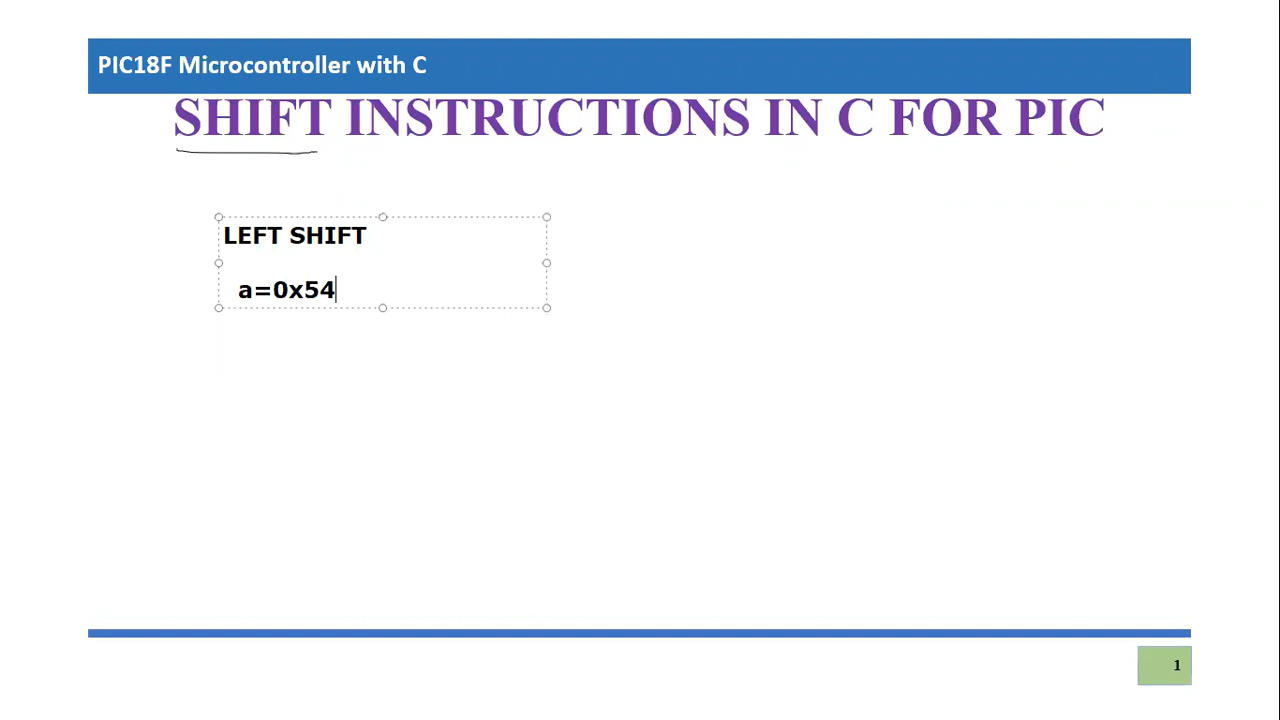 PIC18F Microcontroller with C
SHIFT INSTRUCTIONS IN C FOR PIC
LEFT SHIFT
a=0x54
1